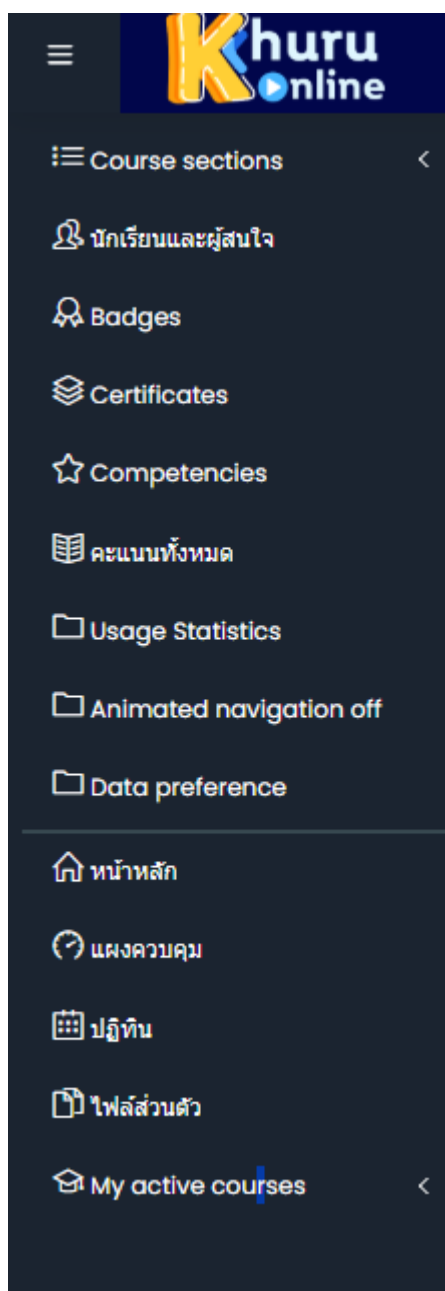 Khuru
Online
Course sections
นักเรียนและผู้สนใจ
Badges
Certificates
Competencies
คะแนนทั้งหมด
Usage Statistics
Animated navigation off
Data preference
หน้าหลัก
แผงควบคุม
ปฏิทิน
ไฟล์ส่วนตัว
My active courses